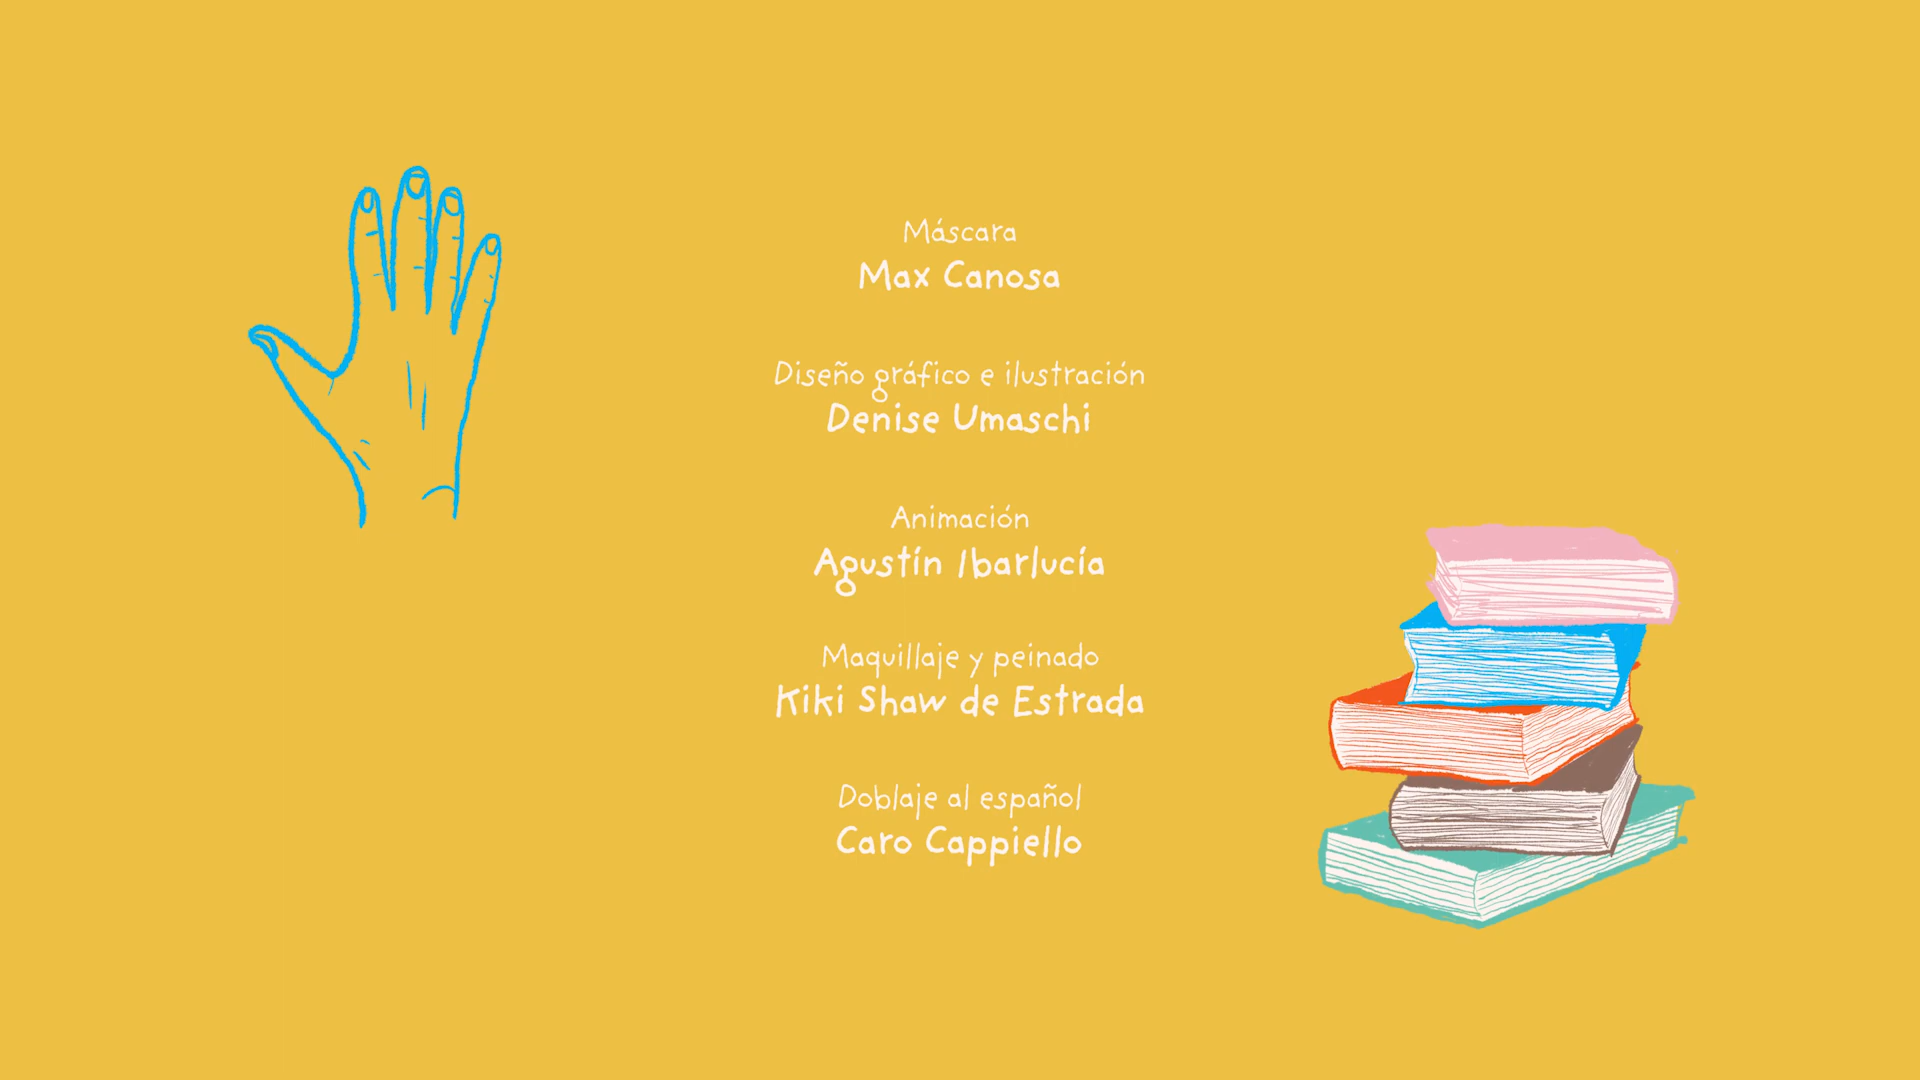 Máscara
Max Canosa
Diseño gráfico e ilustración
Denise Umaschi
Animación
Agustín Ibarlucía
Maquillaje y peinado
Kiki Shaw de Estrada
Doblaje al español
Caro Cappiello